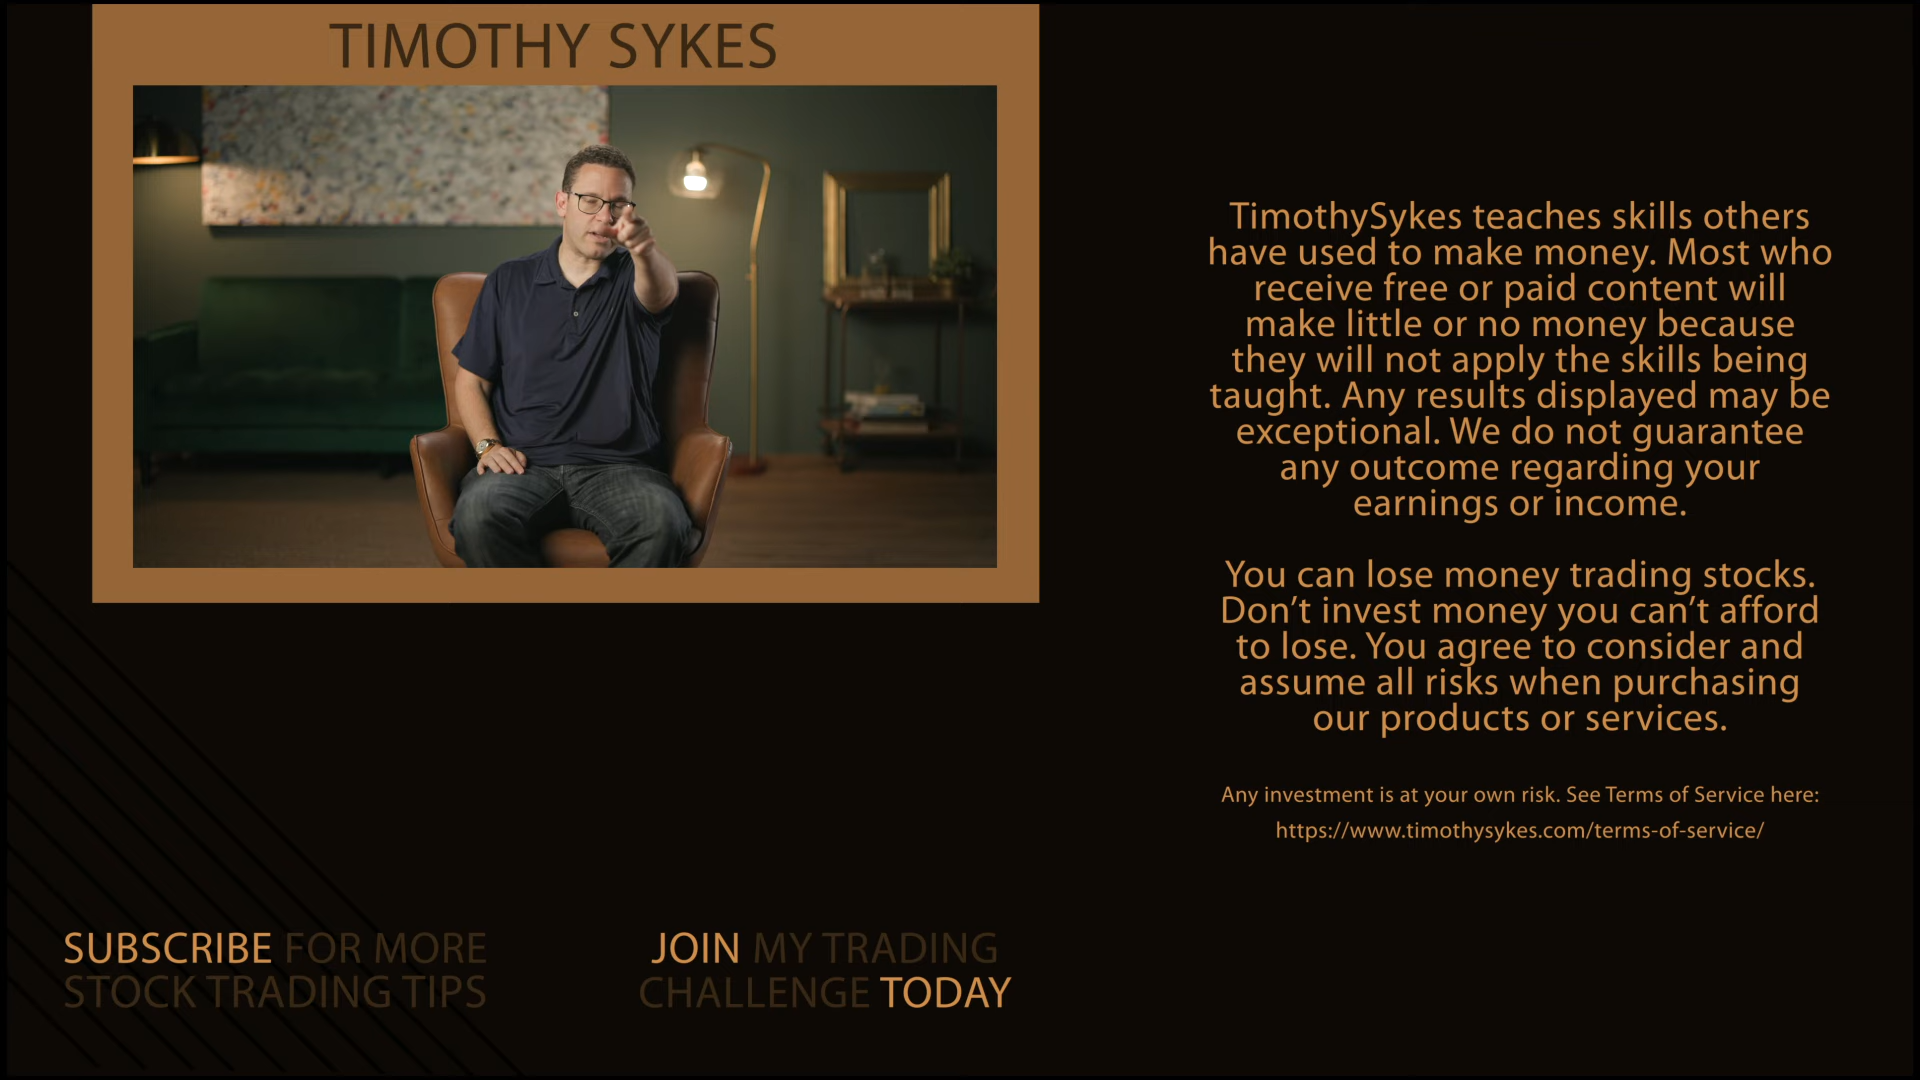 TIMOTHY SYKES
TimothySykes teaches skills others
have used to make money. Most who
receive free or paid content will
make little or no money because
they will not apply the skills being
taught. Any results displayed may be
exceptional. We do not guarantee
any outcome regarding your
earnings or income.
You can lose money trading stocks.
Don’t invest money you can’t afford
to lose. You agree to consider and
assume all risks when purchasing
our products or services.
Any investment is at your own risk. See Terms of Service here:
https://www.timothysykes.com/terms-of-service/
SUBSCRIBE FOR MORE
STOCK TRADING TIPS
JOIN MY TRADING
CHALLENGE TODAY